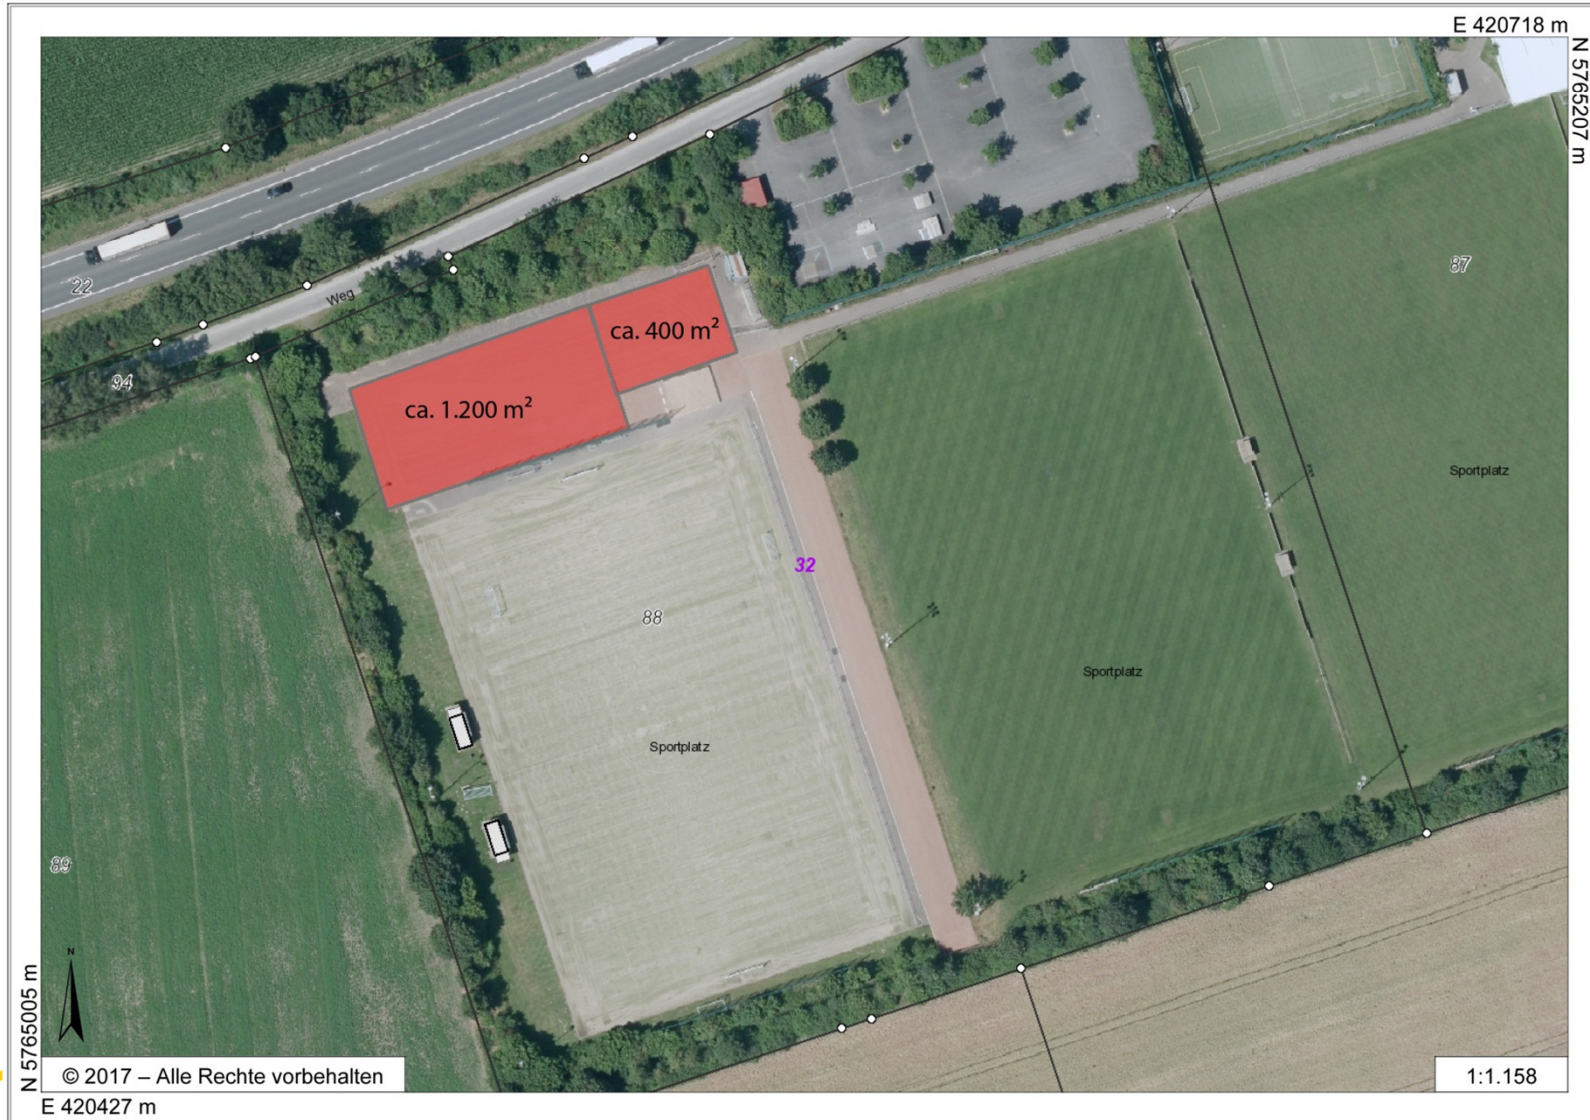 E 420718 m
N 5765207 m
22
Weg
94
87
ca. 400 m²
ca. 1.200 m²
Sportplatz
32
88
Sportplatz
Sportplatz
89
N
N 5765005 m
© 2017 – Alle Rechte vorbehalten
1:1.158
E 420427 m